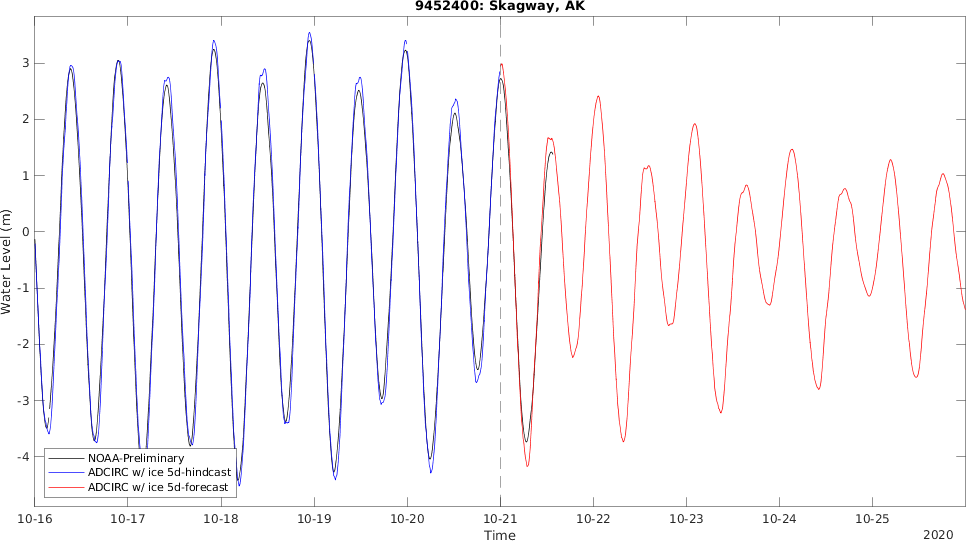 9452400: Skagway, AK
Water Level (m)
3
2
1
0
-1
-2
-3
-4
NOAA-Preliminary
ADCIRC w/ ice 5d-hindcast
ADCIRC w/ ice 5d-forecast
10-16 10-17 10-18 10-19 10-20 10-21 10-22 10-23 10-24 10-25
Time
2020